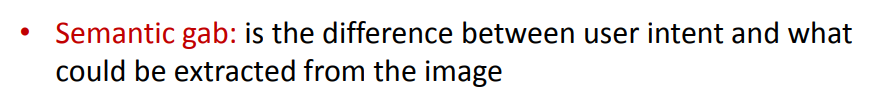 • Semantic gab: is the difference between user intent and what
could be extracted from the image